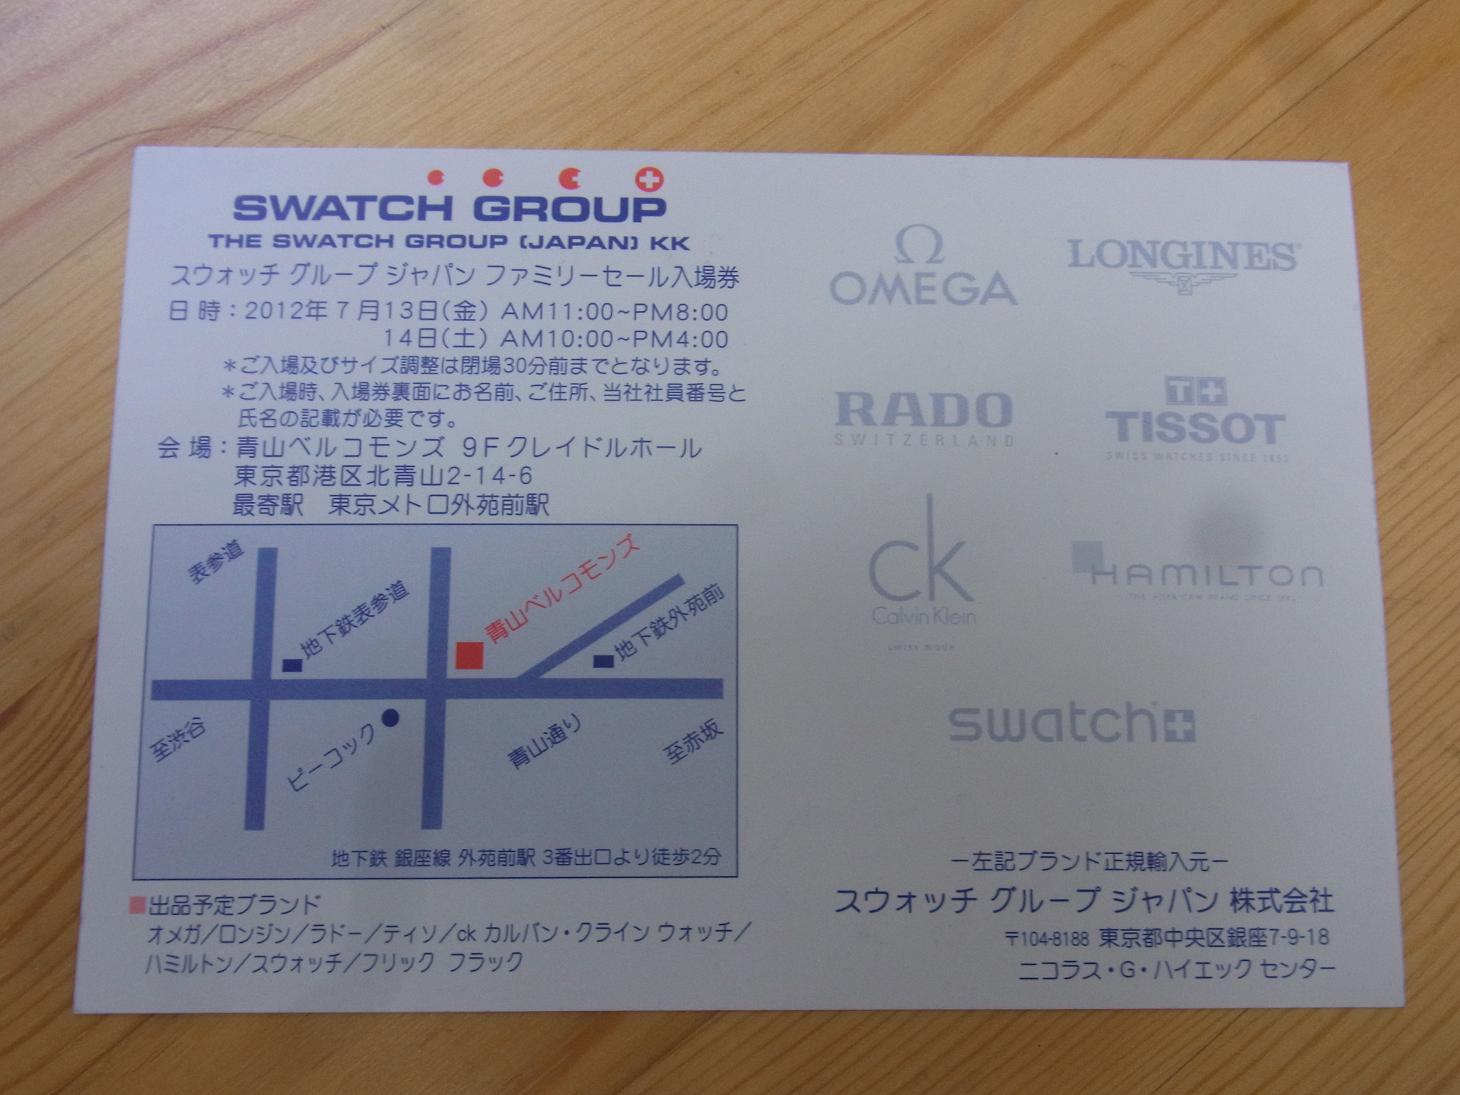 SWATCH GROUP
THE SWATCH GROUP (JAPAN) KK
スウォッチ グループ ジャパン ファミリーセール入場券
日 時：2012年 7 月13日(金) AM11:00~PM8:00
14日(土) AM10:00~PM4:00
＊ご入場及びサイズ調整は閉場30分前までとなります。
＊ご入場時、入場券裏面にお名前、ご住所、当社社員番号と
氏名の記載が必要です。
会 場：青山ベルコモンズ 9Fクレイドルホール
東京都港区北青山2-14-6
最寄駅　東京メトロ外苑前駅
表参道
地下鉄表参道
青山ベルコモンズ
地下鉄外苑前
至渋谷
ピーコック
青山通り
至赤坂
地下鉄 銀座線 外苑前駅 3番出口より徒歩2分
■出品予定ブランド
オメガ／ロンジン／ラドー／ティソ／ck カルバン・クライン ウォッチ／
ハミルトン／スウォッチ／フリック フラック
Ω
OMEGA
LONGINES
RADO
SWITZERLAND
T+
TISSOT
SWISS WATCHES SINCE 1853
ck
Calvin Klein
swiss made
HAMILTON
THE AMERICAN BRAND SINCE 1892
swatch
ー左記ブランド正規輸入元ー
スウォッチ グループ ジャパン 株式会社
〒104-8188 東京都中央区銀座7-9-18
ニコラス・G・ハイエック センター